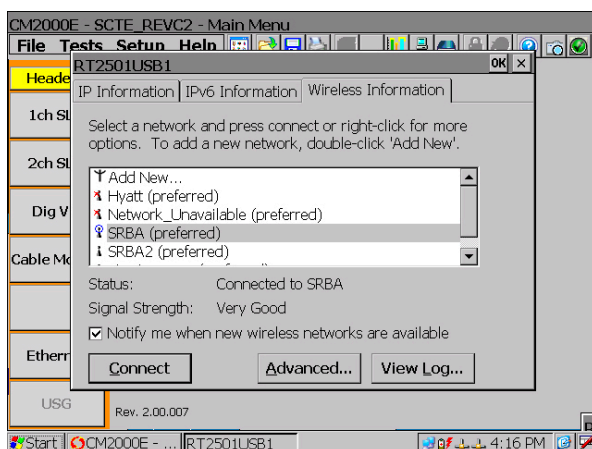 CM2000E - SCTE_REVC2 - Main Menu
File Tests Setup Help
RT2501USB1 OK
IP Information IPv6 Information Wireless Information
Heade
1ch SL
2ch SL
Dig V
Cable Mo
Ethern
USG
Select a network and press connect or right-click for more
options. To add a new network, double-click 'Add New'.
Add New...
Hyatt (preferred)
Network_Unavailable (preferred)
SRBA (preferred)
SRBA2 (preferred)
Status: Connected to SRBA
Signal Strength: Very Good
Notify me when new wireless networks are available
Connect Advanced... View Log...
Rev. 2.00.007
Start CM2000E - ... RT2501USB1 4:16 PM